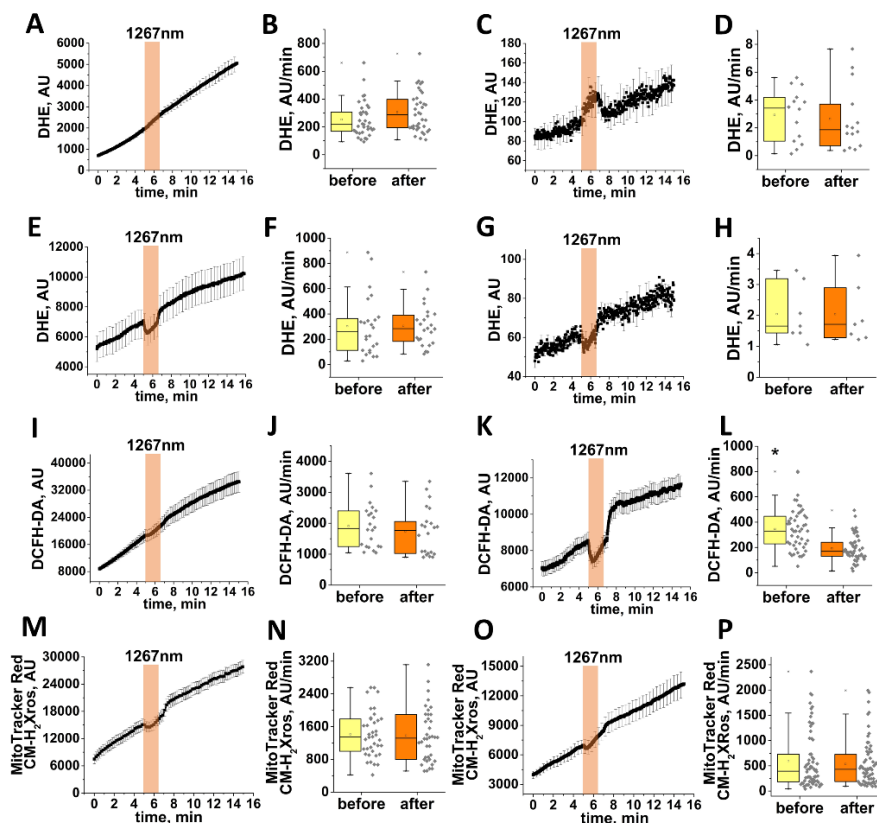 A
1267nm
DHE, AU
6000
5000
4000
3000
2000
1000
0
0 2 4 6 8 10 12 14 16
time, min
B
DHE, AU/min
800
600
400
200
before after
C
1267nm
DHE, AU
180
160
140
120
100
80
60
0 2 4 6 8 10 12 14 16
time, min
D
DHE, AU/min
8
6
4
2
0
before after
E
1267nm
DHE, AU
12000
10000
8000
6000
4000
0 2 4 6 8 10 12 14 16
time, min
F
DHE, AU/min
1000
800
600
400
200
0
before after
G
1267nm
DHE, AU
100
80
60
40
0 2 4 6 8 10 12 14 16
time, min
H
DHE, AU/min
5
4
3
2
1
0
before after
I
1267nm
DCFH-DA, AU
40000
32000
24000
16000
8000
0 2 4 6 8 10 12 14 16
time, min
J
DCFH-DA, AU/min
4000
3000
2000
1000
0
before after
K
1267nm
DCFH-DA, AU
12000
10000
8000
6000
0 2 4 6 8 10 12 14 16
time, min
L
DCFH-DA, AU/min
1000
800
600
400
200
0
*
before after
M
1267nm
MitoTracker Red
CM-H₂Xros, AU
30000
24000
18000
12000
6000
0
0 2 4 6 8 10 12 14 16
time, min
N
MitoTracker Red
CM-H₂Xros, AU/min
3200
2400
1600
800
0
before after
O
1267nm
MitoTracker Red
CM-H₂Xros, AU
15000
12000
9000
6000
3000
0
0 2 4 6 8 10 12 14 16
time, min
P
MitoTracker Red
CM-H₂XRos, AU/min
2500
2000
1500
1000
500
0
before after